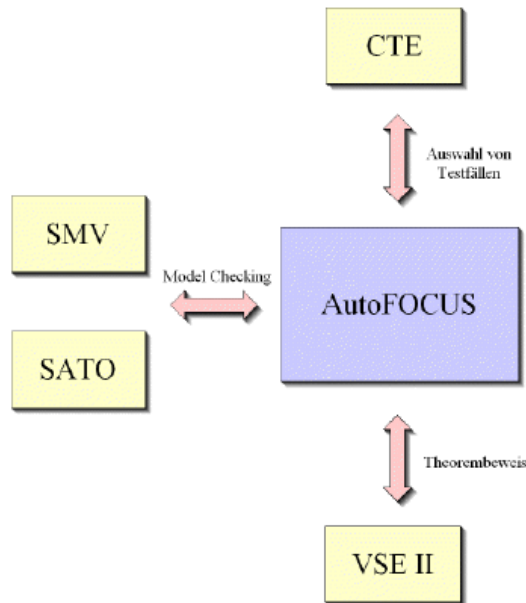 CTE
Auswahl von
Testfällen
SMV
Model Checking
AutoFOCUS
SATO
Theorembeweis
VSE II